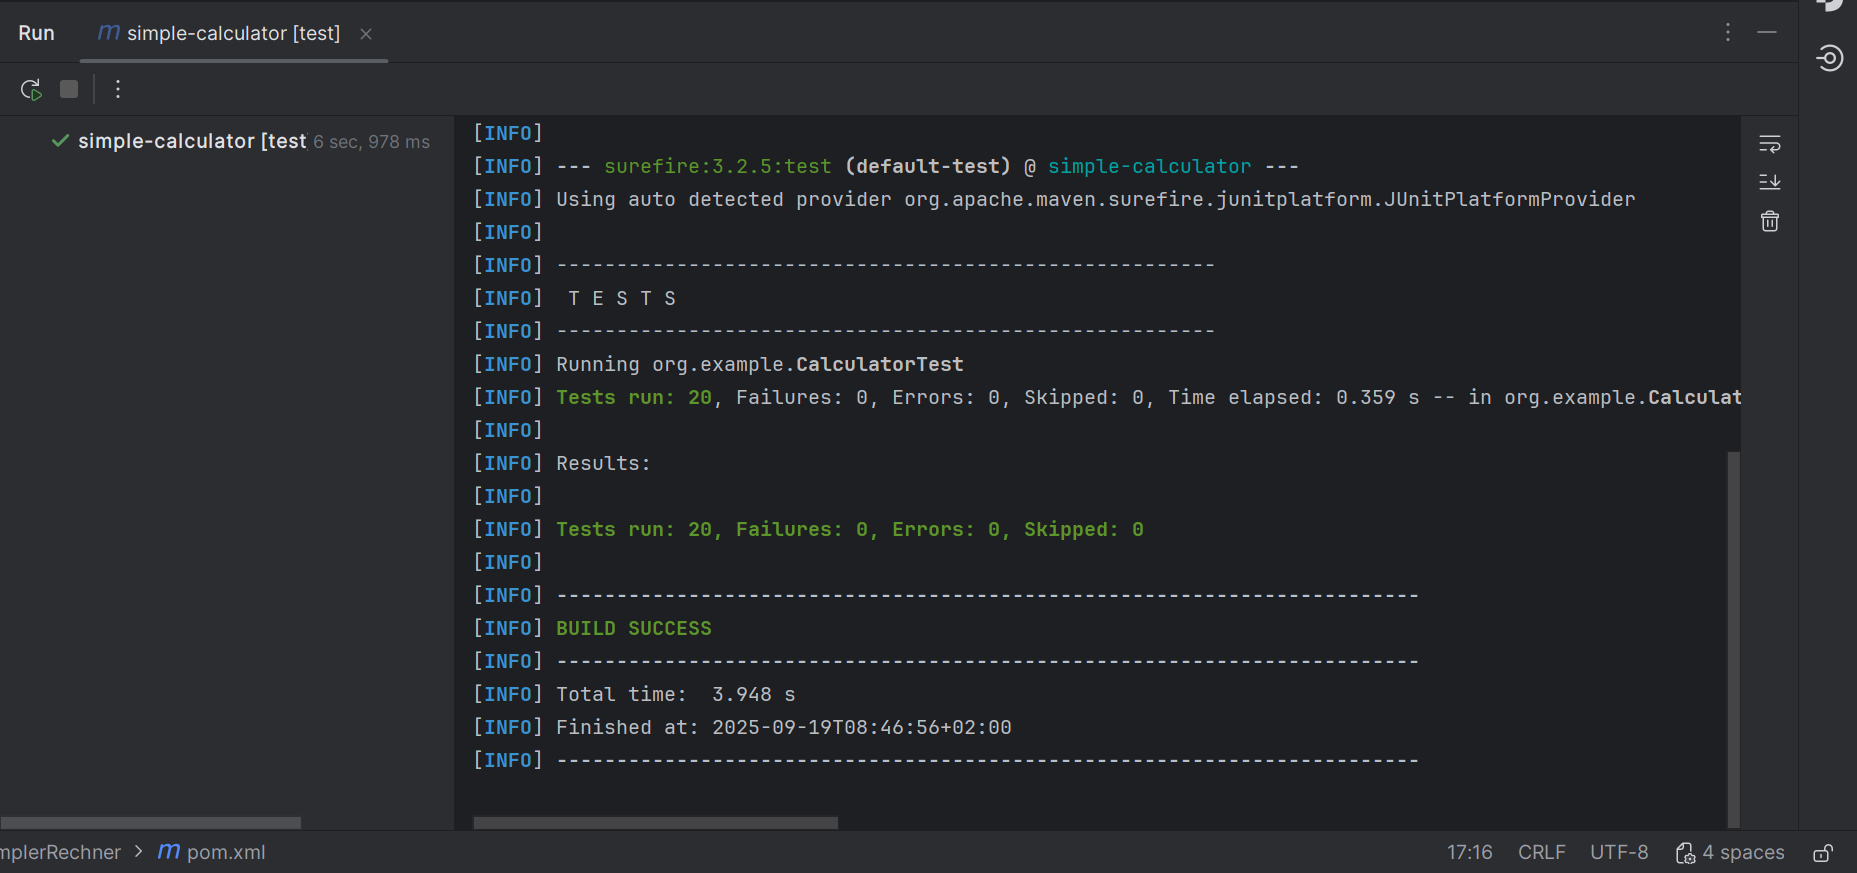 Run
simple-calculator [test]
simple-calculator [test 6 sec, 978 ms
[INFO]
[INFO] --- surefire:3.2.5:test (default-test) @ simple-calculator ---
[INFO] Using auto detected provider org.apache.maven.surefire.junitplatform.JUnitPlatformProvider
[INFO]
[INFO] -------------------------------------------------------
[INFO]  T E S T S
[INFO] -------------------------------------------------------
[INFO] Running org.example.CalculatorTest
[INFO] Tests run: 20, Failures: 0, Errors: 0, Skipped: 0, Time elapsed: 0.359 s -- in org.example.Calculat
[INFO]
[INFO] Results:
[INFO]
[INFO] Tests run: 20, Failures: 0, Errors: 0, Skipped: 0
[INFO]
[INFO] ------------------------------------------------------------------------
[INFO] BUILD SUCCESS
[INFO] ------------------------------------------------------------------------
[INFO] Total time:  3.948 s
[INFO] Finished at: 2025-09-19T08:46:56+02:00
[INFO] ------------------------------------------------------------------------
mplerRechner > m pom.xml
17:16 CRLF UTF-8 4 spaces